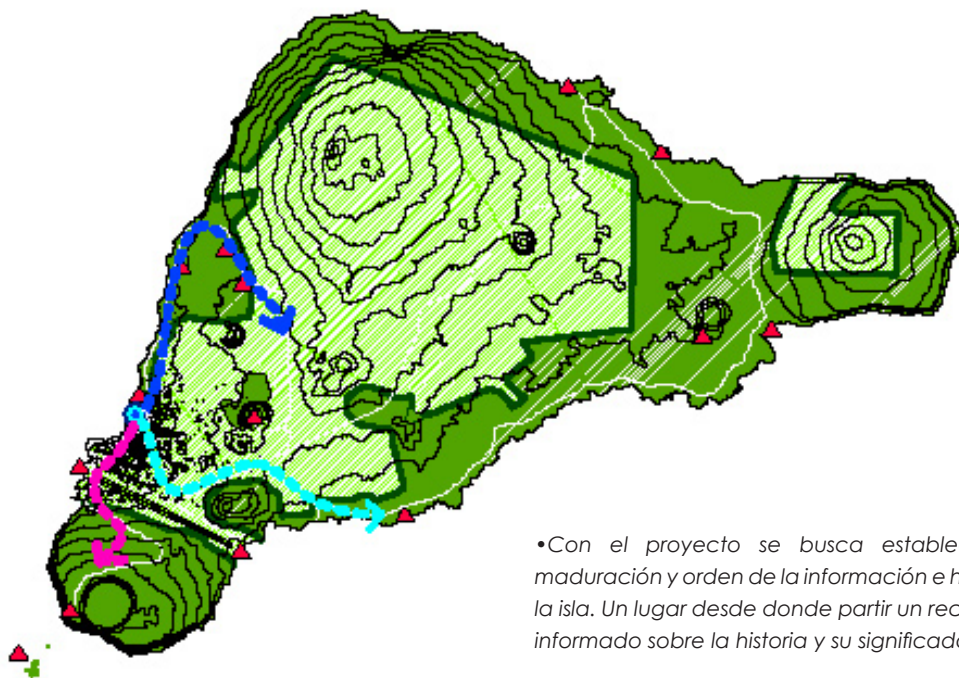 •Con el proyecto se busca estable
maduración y orden de la información e h
la isla. Un lugar desde donde partir un rec
informado sobre la historia y su significado